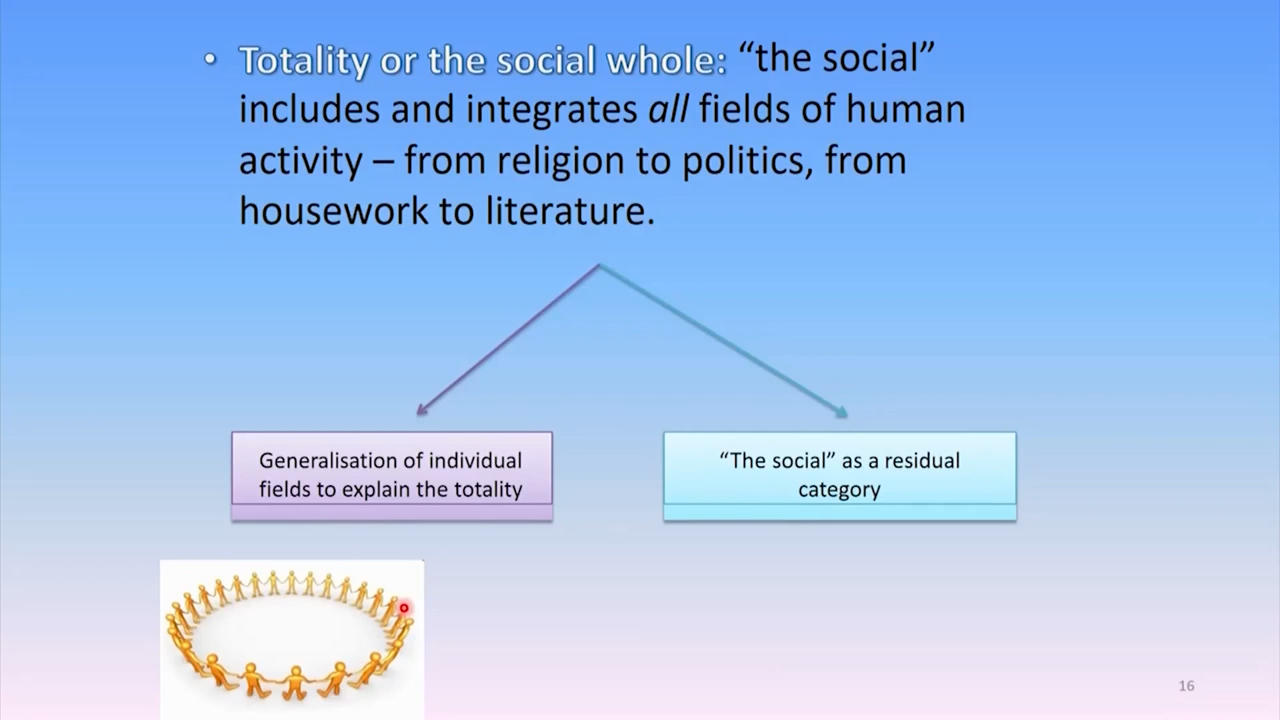 • Totality or the social whole: “the social”
includes and integrates all fields of human
activity – from religion to politics, from
housework to literature.
Generalisation of individual
fields to explain the totality
“The social” as a residual
category
16